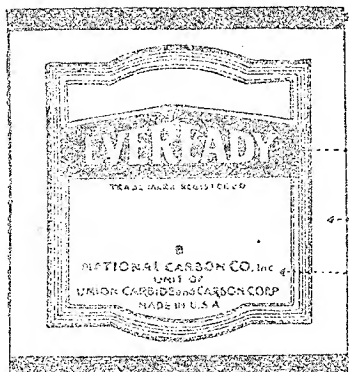 EVEREADY
TRADE MARK REGISTERED
NATIONAL CARBON CO., Inc
UNIT OF
UNION CARBIDE and CARBON CORP
MADE IN U.S.A